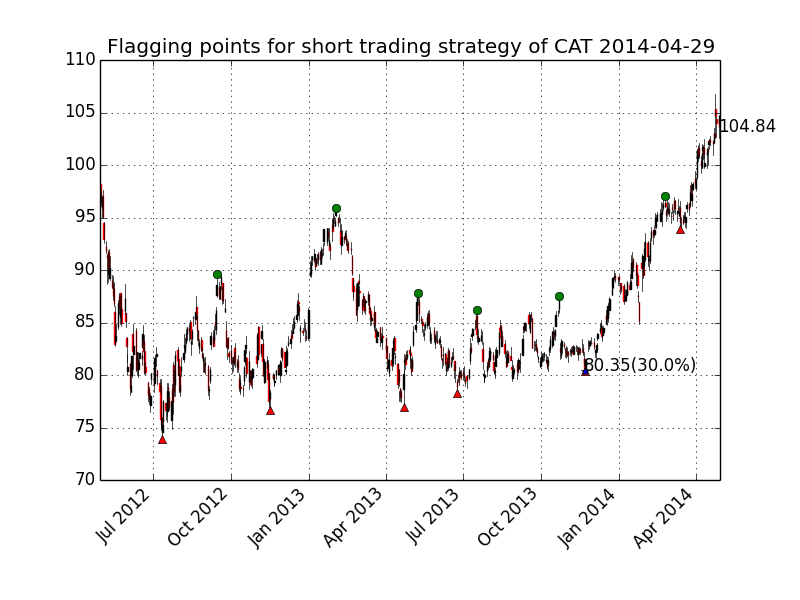 Flagging points for short trading strategy of CAT 2014-04-29
110
105
104.84
100
95
90
85
80.35(30.0%)
80
75
70
Jul 2012
Oct 2012
Jan 2013
Apr 2013
Jul 2013
Oct 2013
Jan 2014
Apr 2014